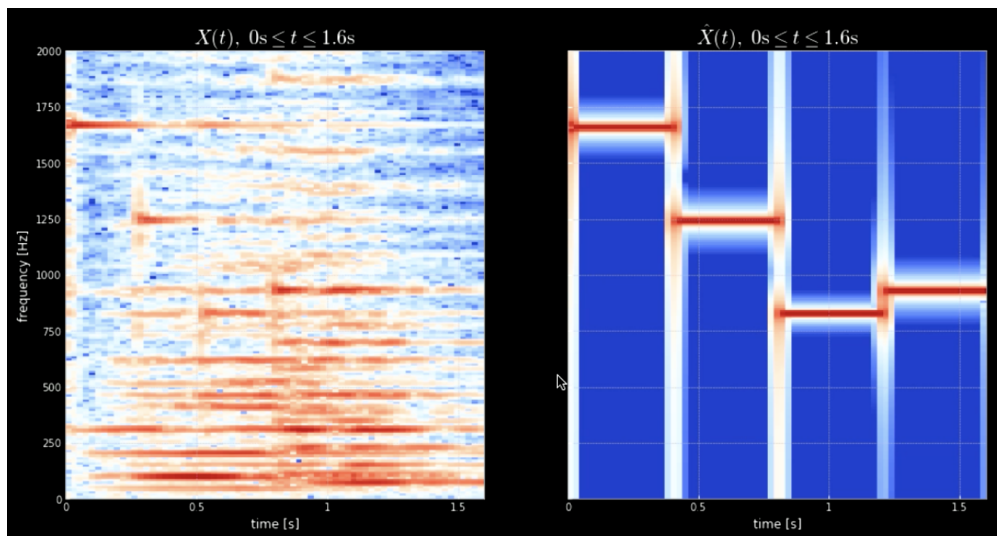 X(t), 0s ≤ t ≤ 1.6s
2000
1750
1500
1250
1000
750
500
250
0
frequency [Hz]
0 0.5 1 1.5
time [s]
X̂(t), 0s ≤ t ≤ 1.6s
0 0.5 1 1.5
time [s]